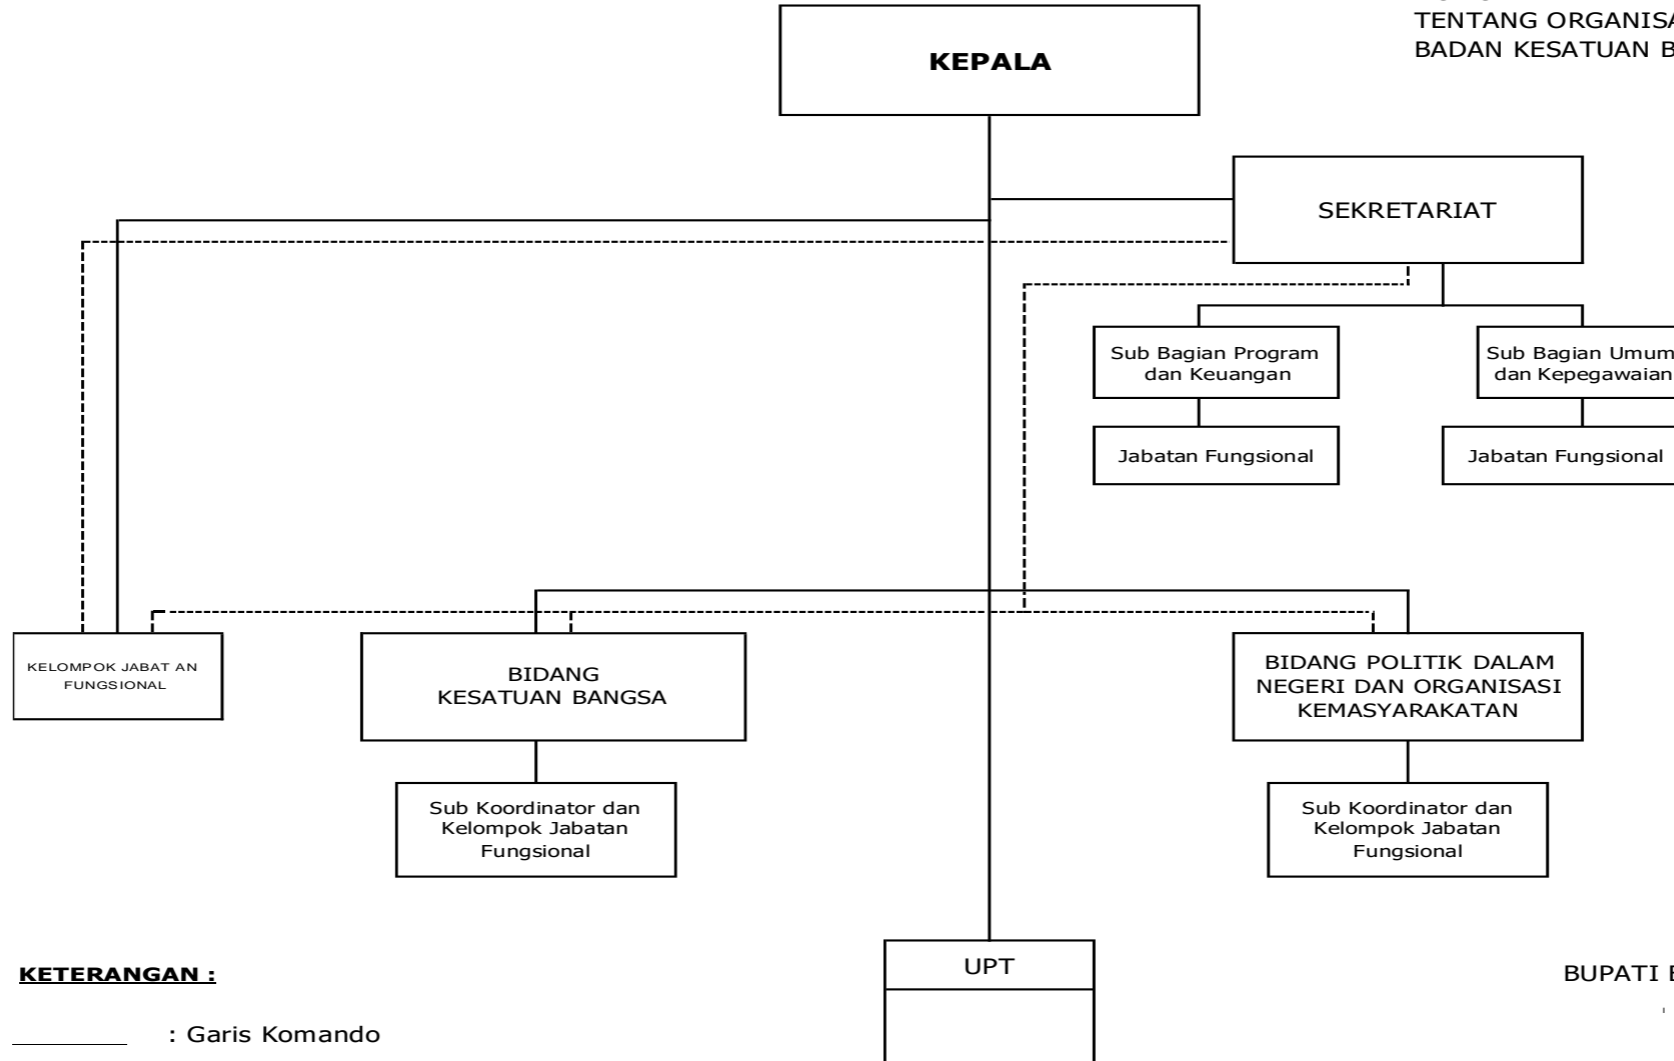 TENTANG ORGANISA
BADAN KESATUAN B
KEPALA
SEKRETARIAT
Sub Bagian Program
dan Keuangan
Sub Bagian Umum
dan Kepegawaian
Jabatan Fungsional
Jabatan Fungsional
KELOMPOK JABAT AN
FUNGSIONAL
BIDANG
KESATUAN BANGSA
BIDANG POLITIK DALAM
NEGERI DAN ORGANISASI
KEMASYARAKATAN
Sub Koordinator dan
Kelompok Jabatan
Fungsional
Sub Koordinator dan
Kelompok Jabatan
Fungsional
UPT
KETERANGAN :
BUPATI
: Garis Komando